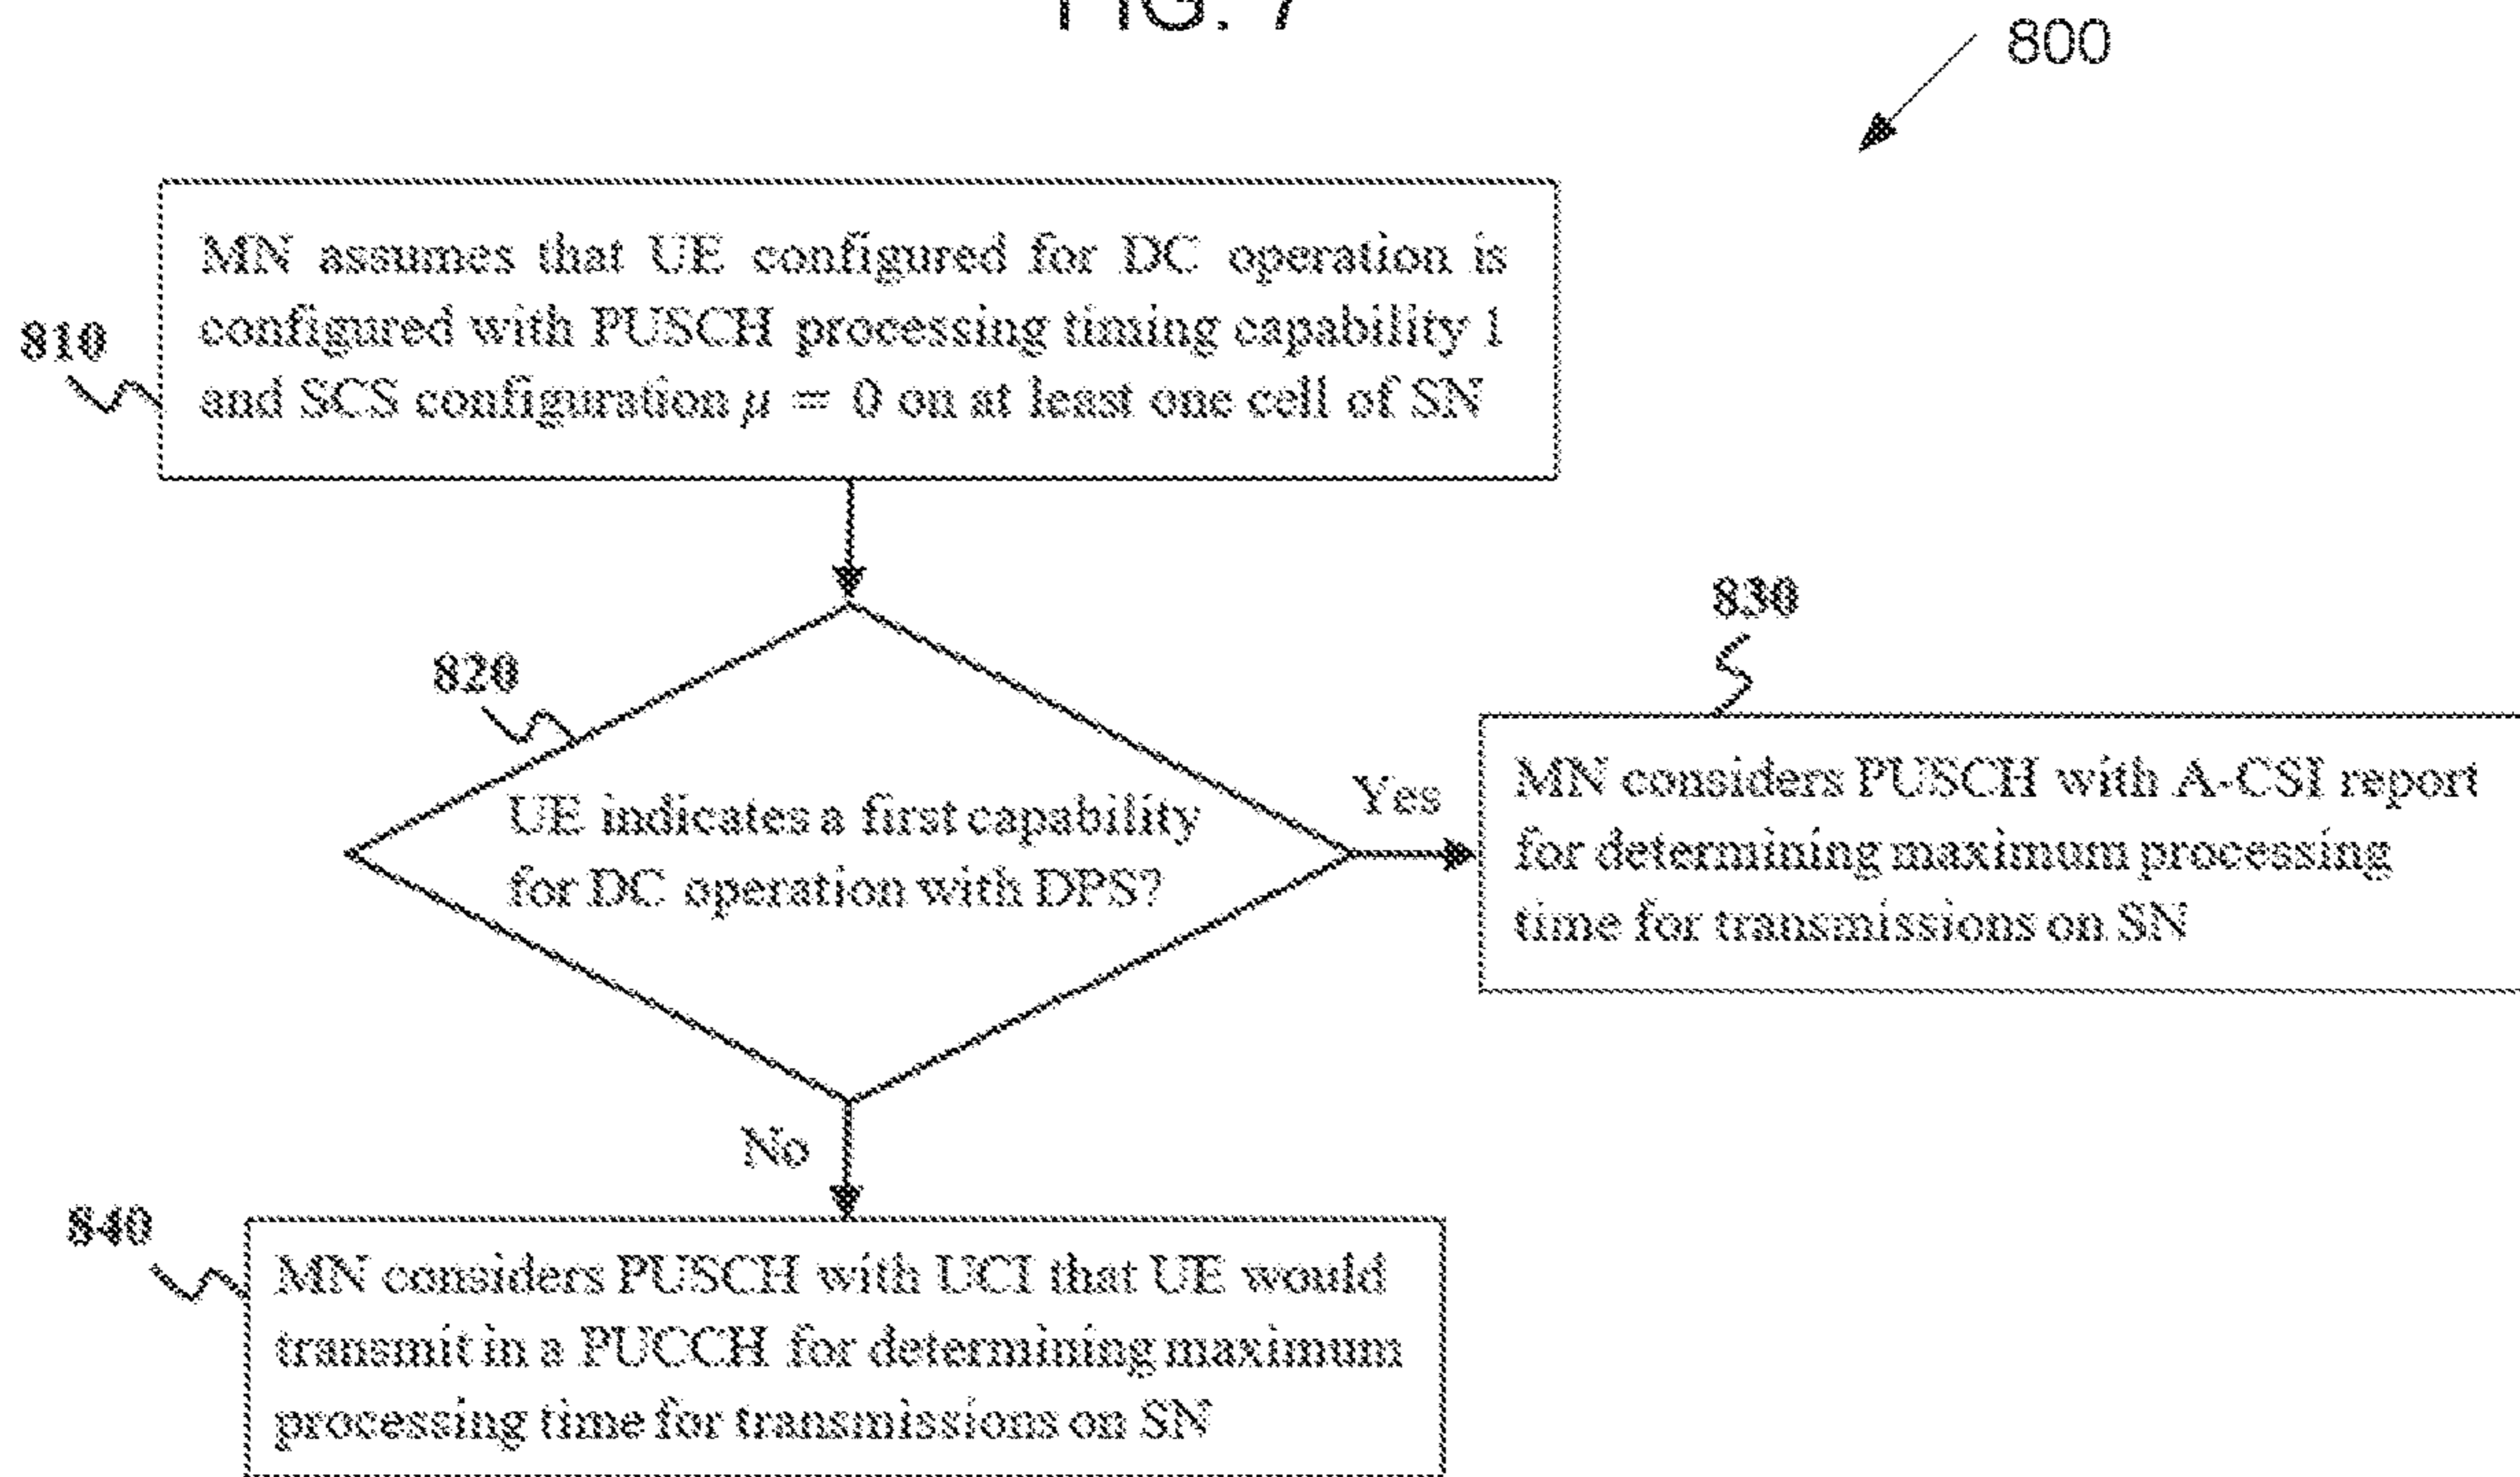 FIG. 7
800
MN assumes that UE configured for DC operation is
configured with PUSCH processing timing capability 1
and SCS configuration μ = 0 on at least one cell of SN
810
820
UE indicates a first capability
for DC operation with DPS?
Yes
830
MN considers PUSCH with A-CSI report
for determining maximum processing
time for transmissions on SN
No
840
MN considers PUSCH with UCI that UE would
transmit in a PUCCH for determining maximum
processing time for transmissions on SN